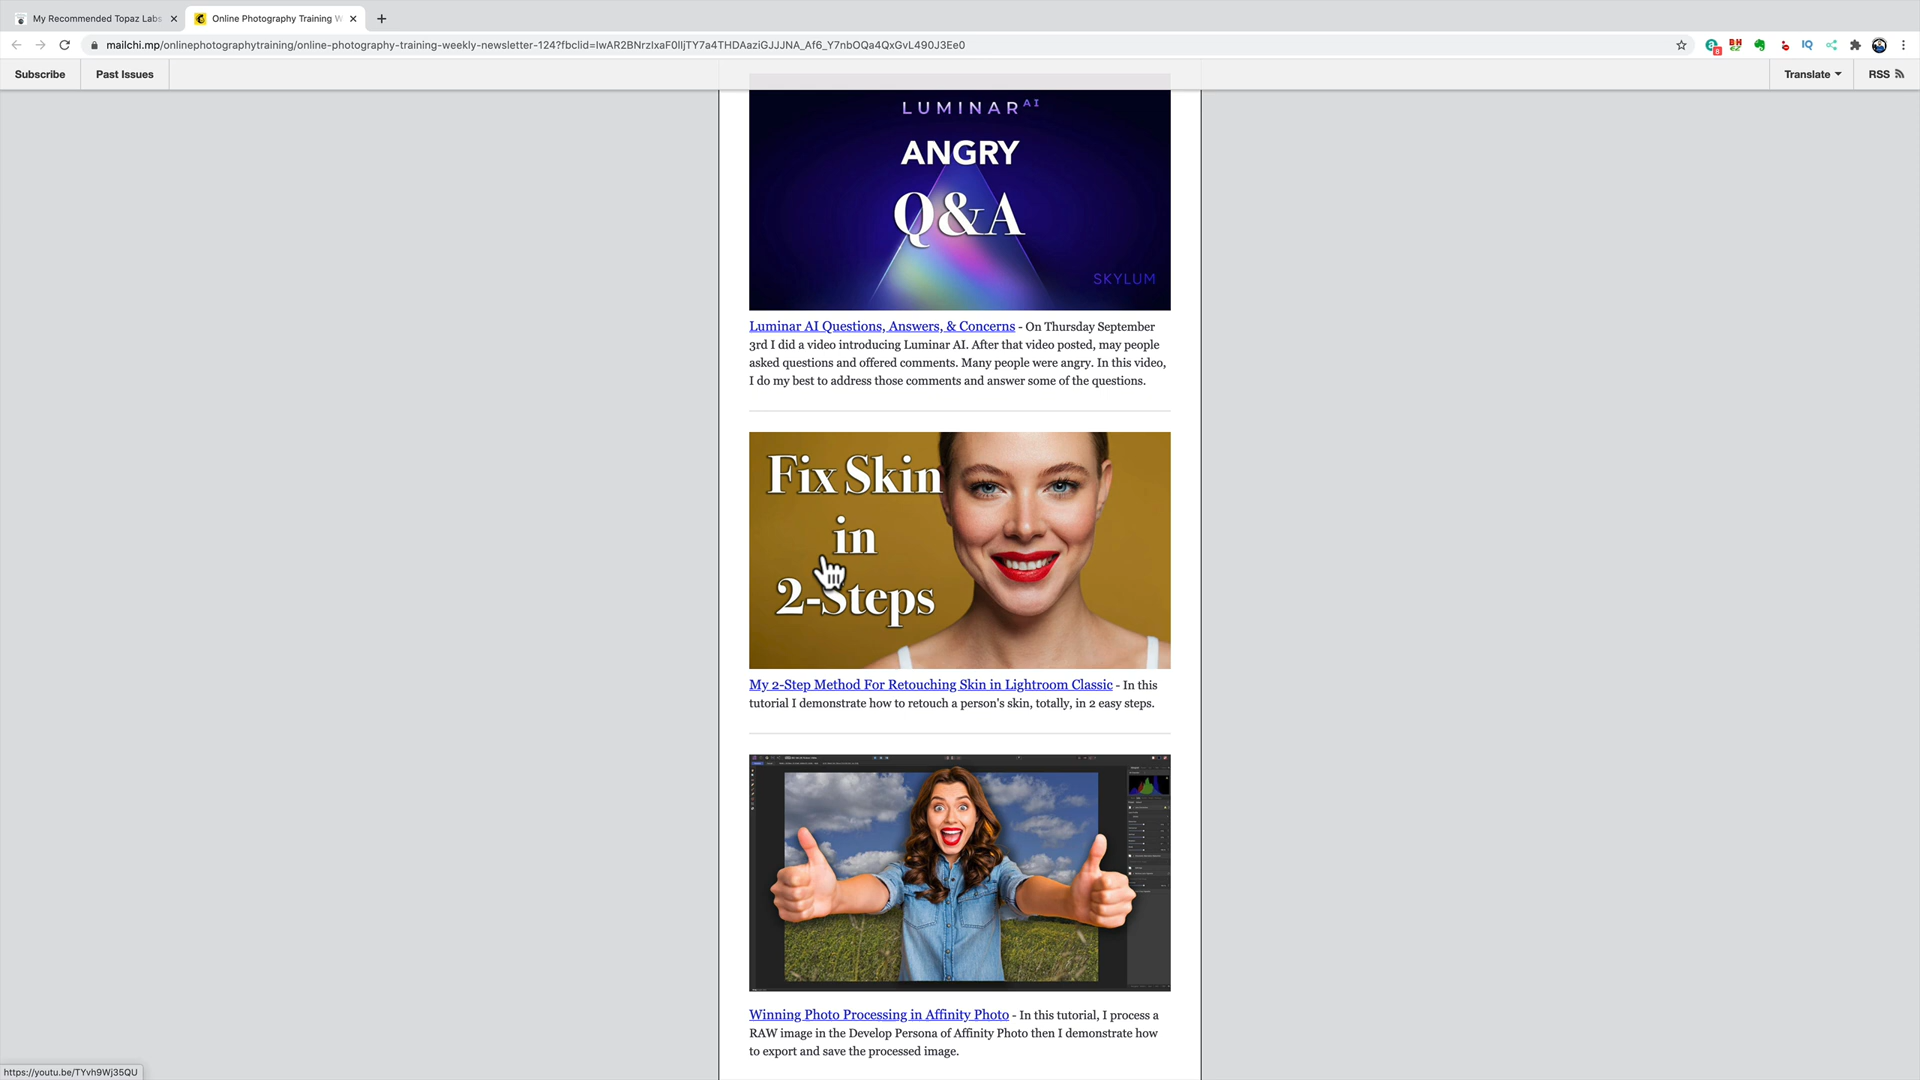 My Recommended Topaz Labs
Online Photography Training W
mailchi.mp/onlinephotographytraining/online-photography-training-weekly-newsletter-124?fbclid=IwAR2BNrzIxaF0lIjTY7a4THDAaziGJJJNA_Af6_Y7nbOQa4QxGvL490J3Ee0
Subscribe
Past Issues
Translate
RSS
LUMINAR AI
ANGRY
Q&A
SKYLUM
Luminar AI Questions, Answers, & Concerns - On Thursday September
3rd I did a video introducing Luminar AI. After that video posted, may people
asked questions and offered comments. Many people were angry. In this video,
I do my best to address those comments and answer some of the questions.
Fix Skin
in
2-Steps
My 2-Step Method For Retouching Skin in Lightroom Classic - In this
tutorial I demonstrate how to retouch a person's skin, totally, in 2 easy steps.
Winning Photo Processing in Affinity Photo - In this tutorial, I process a
RAW image in the Develop Persona of Affinity Photo then I demonstrate how
to export and save the processed image.
https://youtu.be/TYvh9Wj35QU